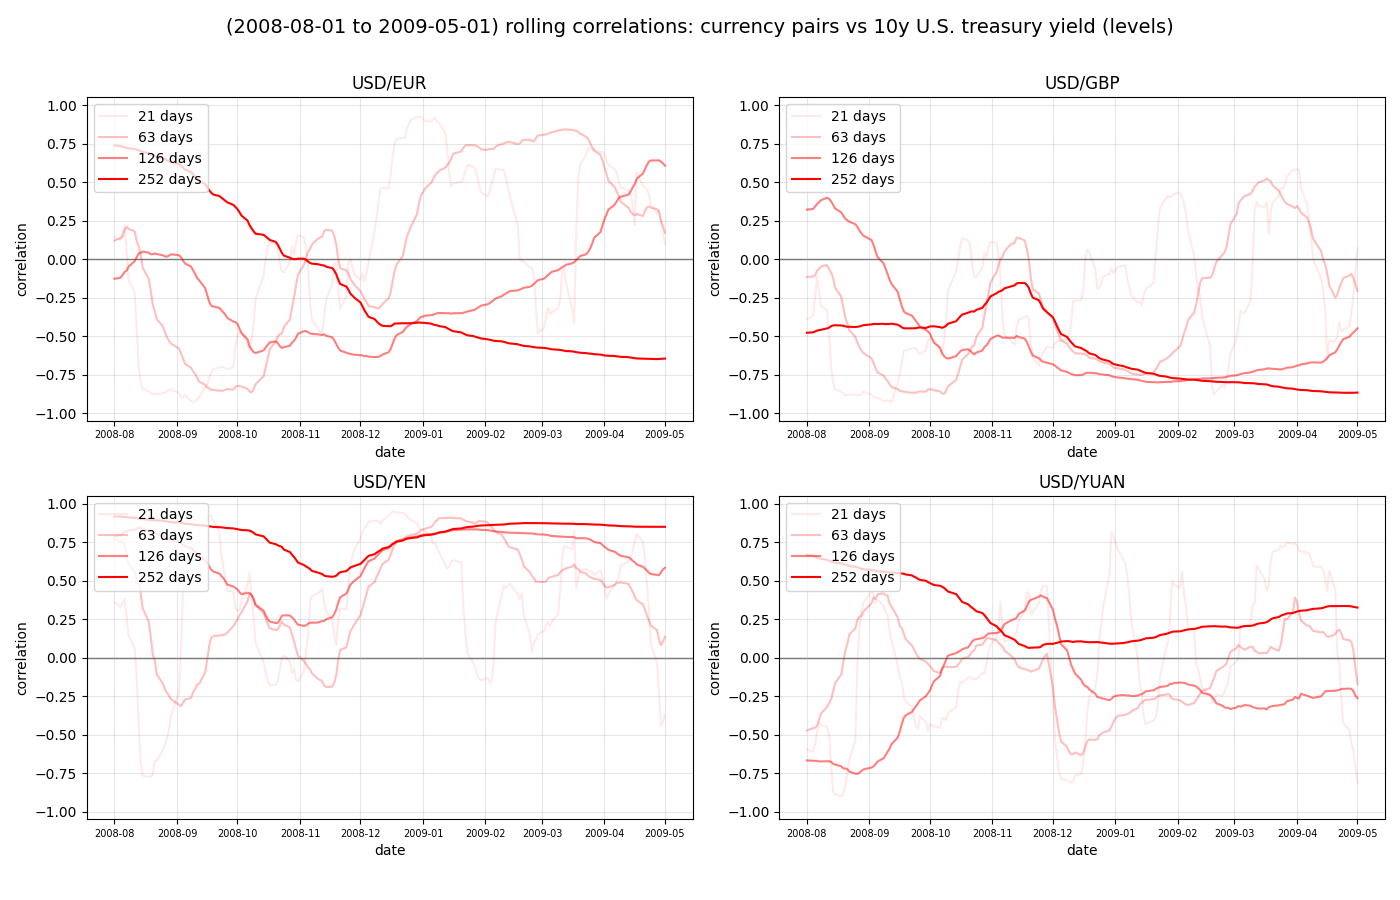 (2008-08-01 to 2009-05-01) rolling correlations: currency pairs vs 10y U.S. treasury yield (levels)
USD/EUR
correlation
1.00
0.75
0.50
0.25
0.00
−0.25
−0.50
−0.75
−1.00
21 days
63 days
126 days
252 days
2008-08 2008-09 2008-10 2008-11 2008-12 2009-01 2009-02 2009-03 2009-04 2009-05
date
USD/GBP
correlation
1.00
0.75
0.50
0.25
0.00
−0.25
−0.50
−0.75
−1.00
21 days
63 days
126 days
252 days
2008-08 2008-09 2008-10 2008-11 2008-12 2009-01 2009-02 2009-03 2009-04 2009-05
date
USD/YEN
correlation
1.00
0.75
0.50
0.25
0.00
−0.25
−0.50
−0.75
−1.00
21 days
63 days
126 days
252 days
2008-08 2008-09 2008-10 2008-11 2008-12 2009-01 2009-02 2009-03 2009-04 2009-05
date
USD/YUAN
correlation
1.00
0.75
0.50
0.25
0.00
−0.25
−0.50
−0.75
−1.00
21 days
63 days
126 days
252 days
2008-08 2008-09 2008-10 2008-11 2008-12 2009-01 2009-02 2009-03 2009-04 2009-05
date